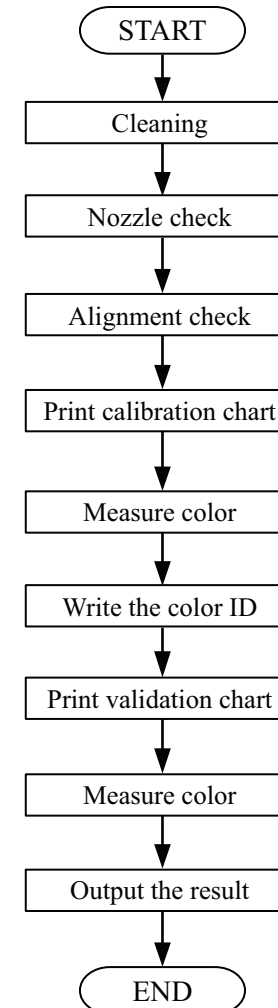 START
Cleaning
Nozzle check
Alignment check
Print calibration chart
Measure color
Write the color ID
Print validation chart
Measure color
Output the result
END